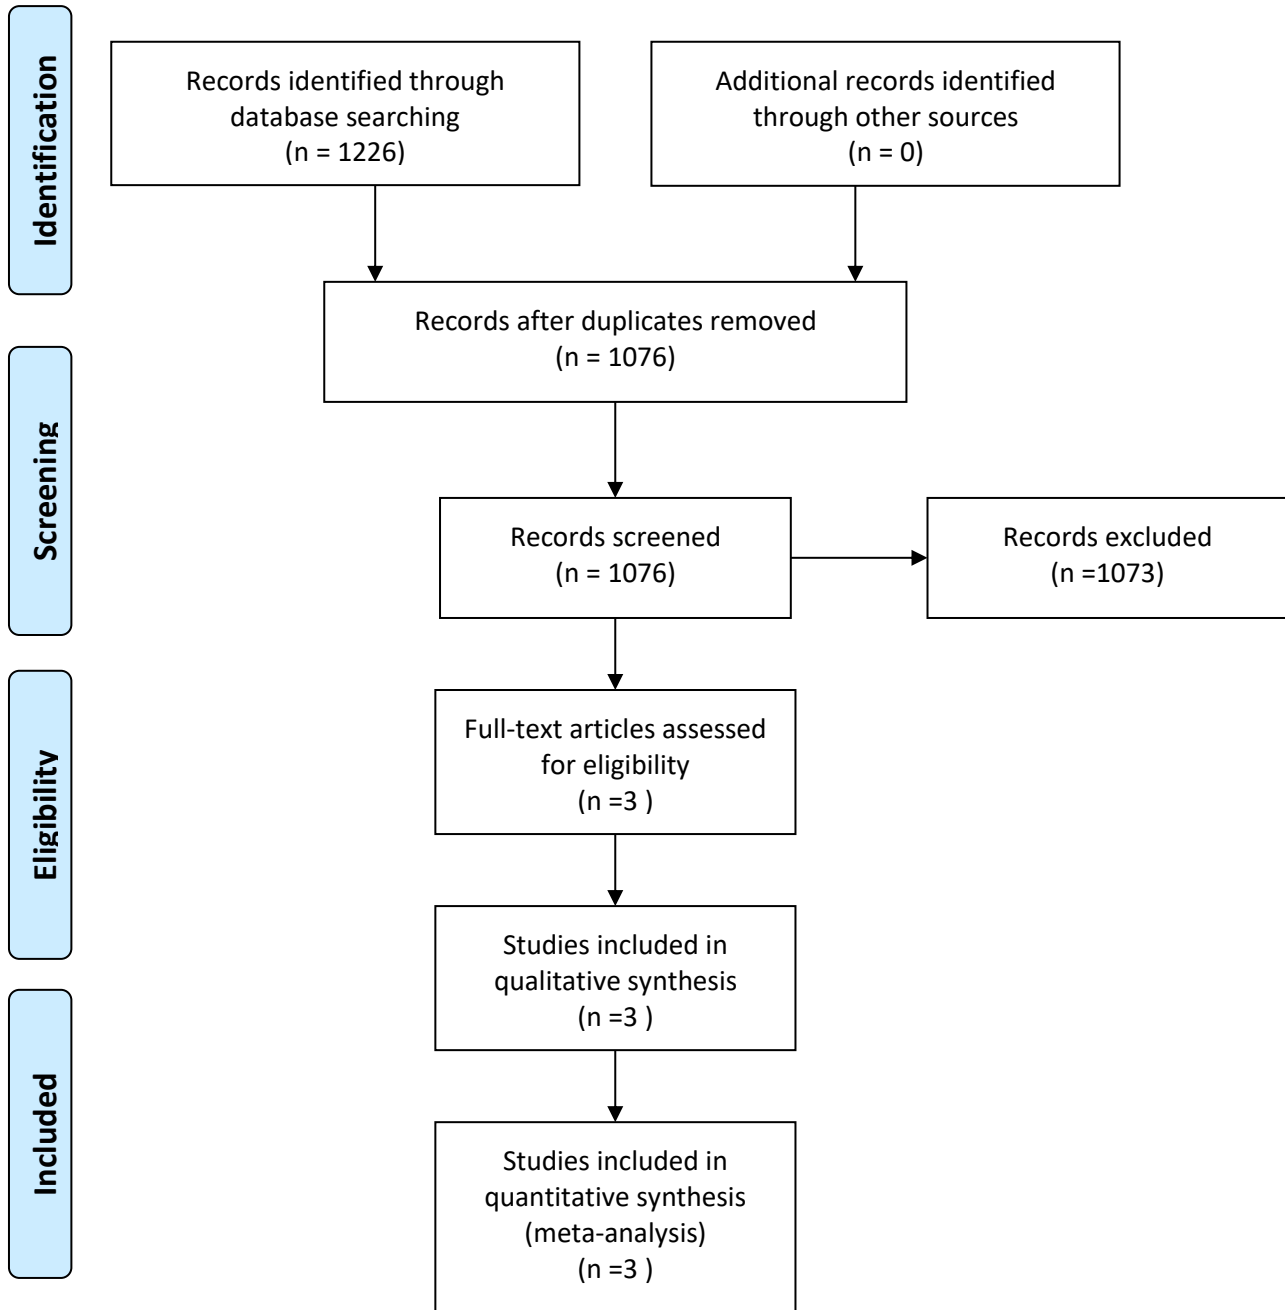 Identification
Records identified through
database searching
(n = 1226)
Additional records identified
through other sources
(n = 0)
Records after duplicates removed
(n = 1076)
Screening
Records screened
(n = 1076)
Records excluded
(n =1073)
Eligibility
Full-text articles assessed
for eligibility
(n =3 )
Studies included in
qualitative synthesis
(n =3 )
Included
Studies included in
quantitative synthesis
(meta-analysis)
(n =3 )